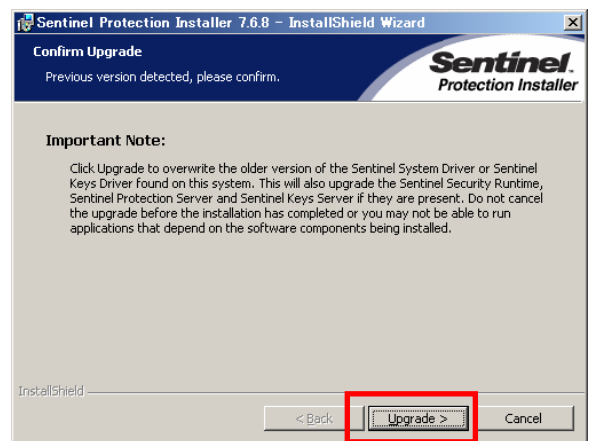 Sentinel Protection Installer 7.6.8 - InstallShield Wizard
Confirm Upgrade
Previous version detected, please confirm.
Sentinel.
Protection Installer
Important Note:
Click Upgrade to overwrite the older version of the Sentinel System Driver or Sentinel
Keys Driver found on this system. This will also upgrade the Sentinel Security Runtime,
Sentinel Protection Server and Sentinel Keys Server if they are present. Do not cancel
the upgrade before the installation has completed or you may not be able to run
applications that depend on the software components being installed.
InstallShield
< Back
Upgrade >
Cancel